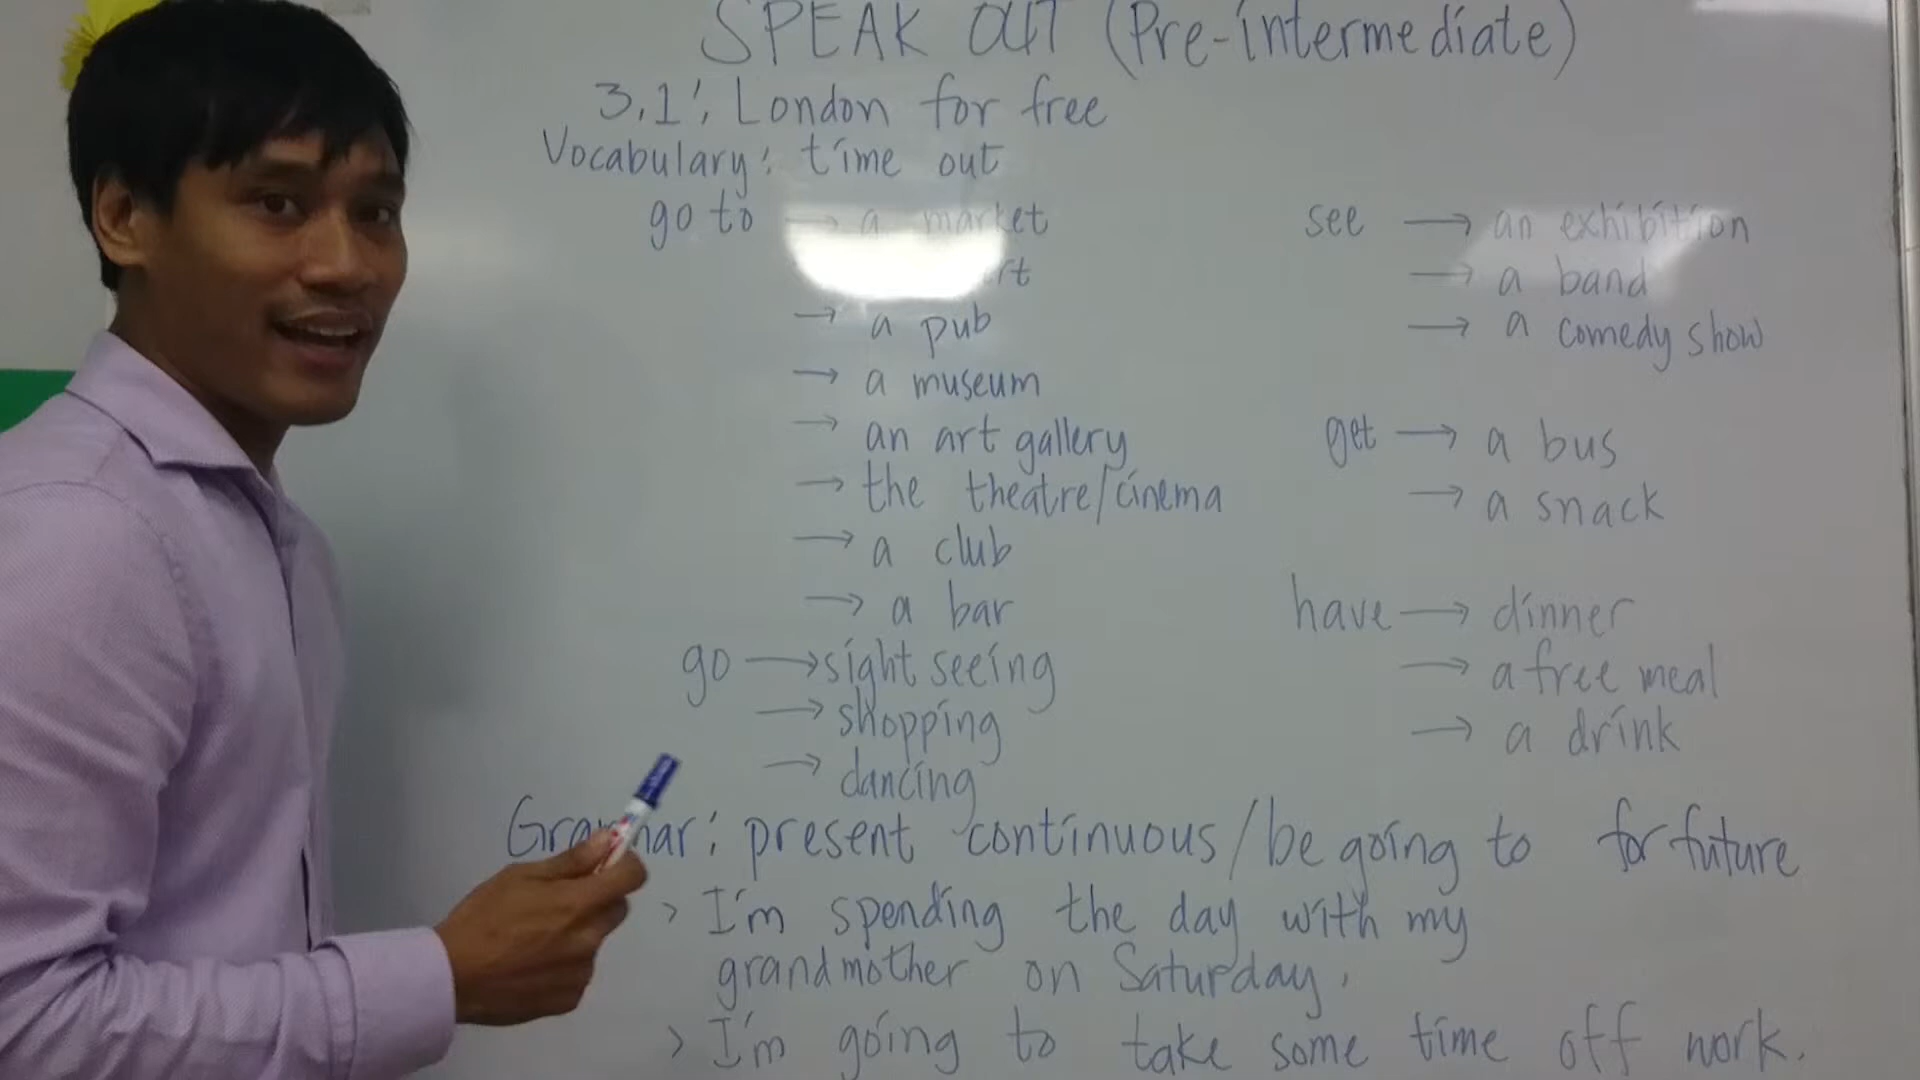 SPEAK OUT (Pre-intermediate)
3.1: London for free
Vocabulary: time out
go to → a market
→ a pub
→ a museum
→ an art gallery
→ the theatre/cinema
→ a club
→ a bar
go → sight seeing
→ shopping
→ dancing
see → an exhibition
→ a band
→ a comedy show
get → a bus
→ a snack
have → dinner
→ a free meal
→ a drink
Grammar: present continuous/be going to for future
> I'm spending the day with my
grandmother on Saturday.
> I'm going to take some time off work.